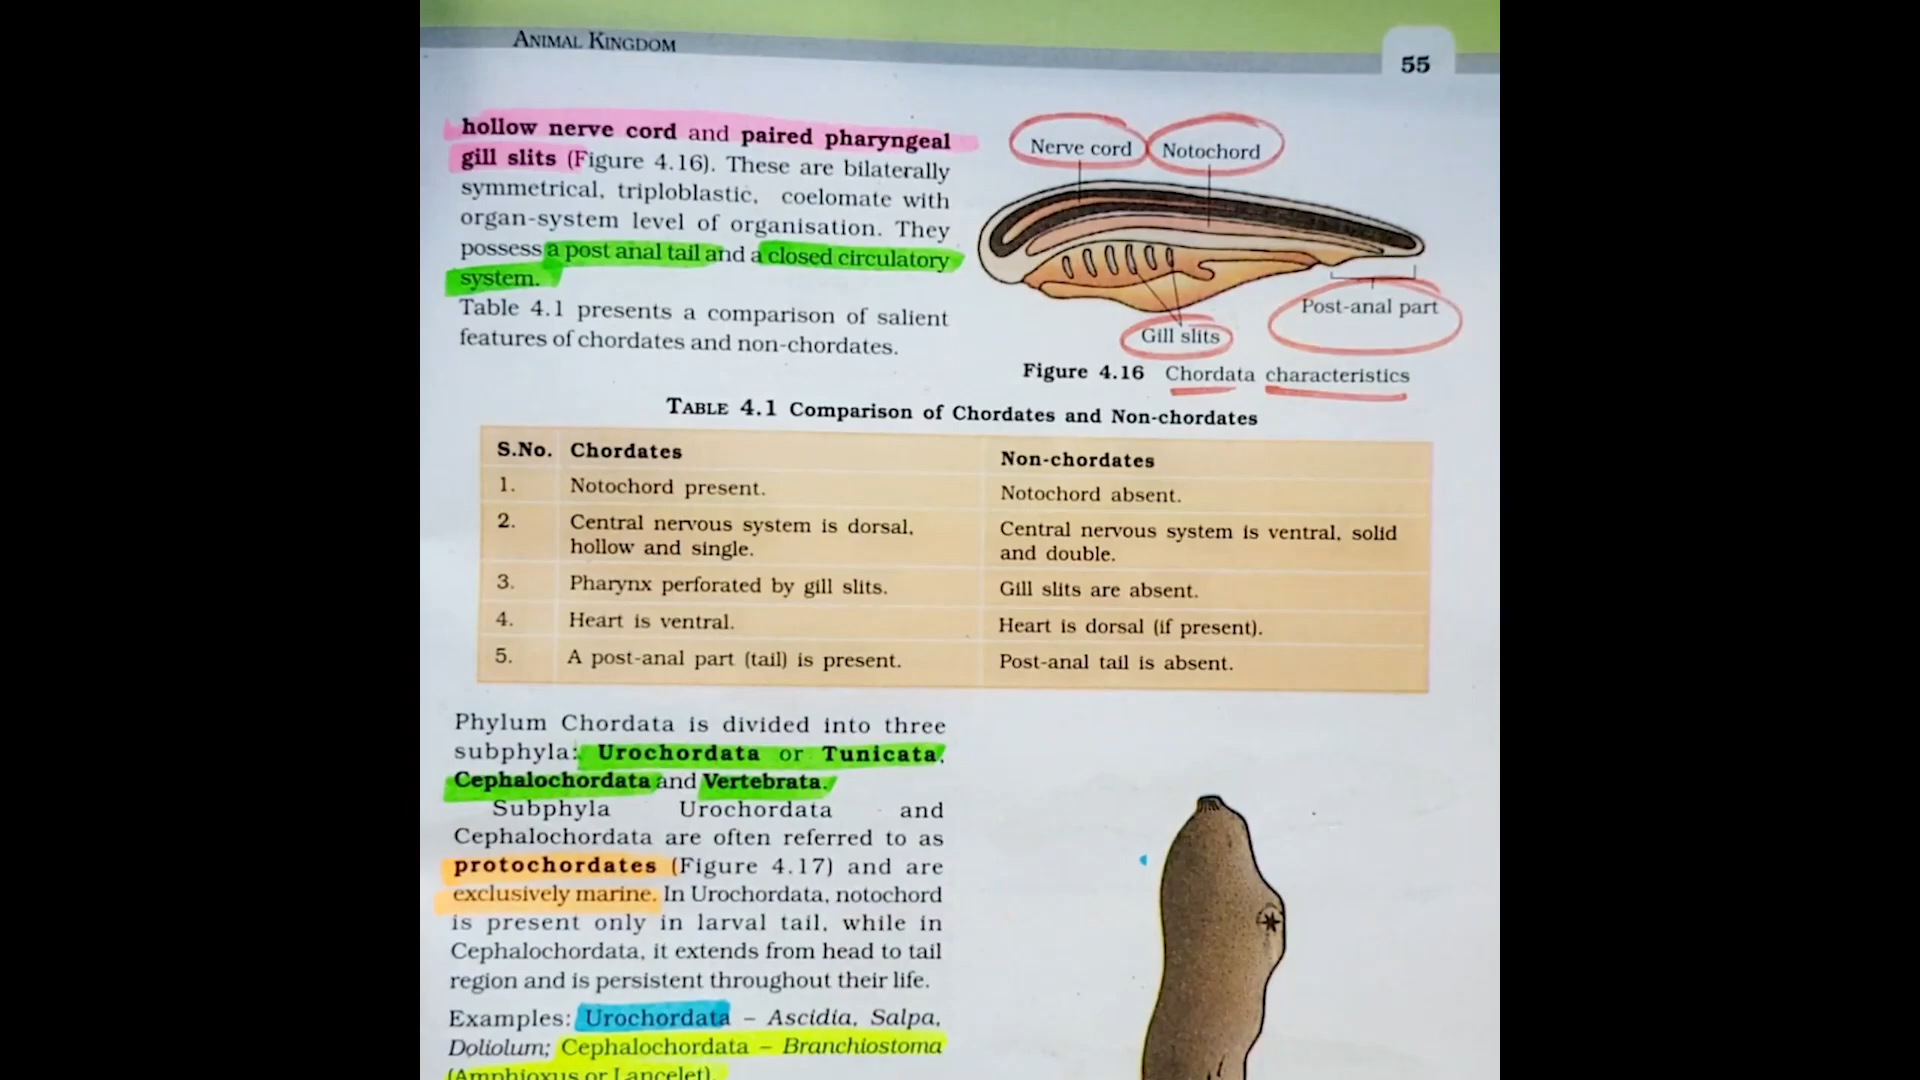 ANIMAL KINGDOM
55
hollow nerve cord and paired pharyngeal
gill slits (Figure 4.16). These are bilaterally
symmetrical, triploblastic, coelomate with
organ-system level of organisation. They
possess a post anal tail and a closed circulatory
system.
Table 4.1 presents a comparison of salient
features of chordates and non-chordates.
Nerve cord
Notochord
Post-anal part
Gill slits
Figure 4.16 Chordata characteristics
TABLE 4.1 Comparison of Chordates and Non-chordates
S.No. Chordates Non-chordates
1. Notochord present. Notochord absent.
2. Central nervous system is dorsal, Central nervous system is ventral, solid
hollow and single. and double.
3. Pharynx perforated by gill slits. Gill slits are absent.
4. Heart is ventral. Heart is dorsal (if present).
5. A post-anal part (tail) is present. Post-anal tail is absent.
Phylum Chordata is divided into three
subphyla: Urochordata or Tunicata,
Cephalochordata and Vertebrata.
Subphyla Urochordata and
Cephalochordata are often referred to as
protochordates (Figure 4.17) and are
exclusively marine. In Urochordata, notochord
is present only in larval tail, while in
Cephalochordata, it extends from head to tail
region and is persistent throughout their life.
Examples: Urochordata – Ascidia, Salpa,
Doliolum; Cephalochordata – Branchiostoma
(Amphioxus or Lancelet).